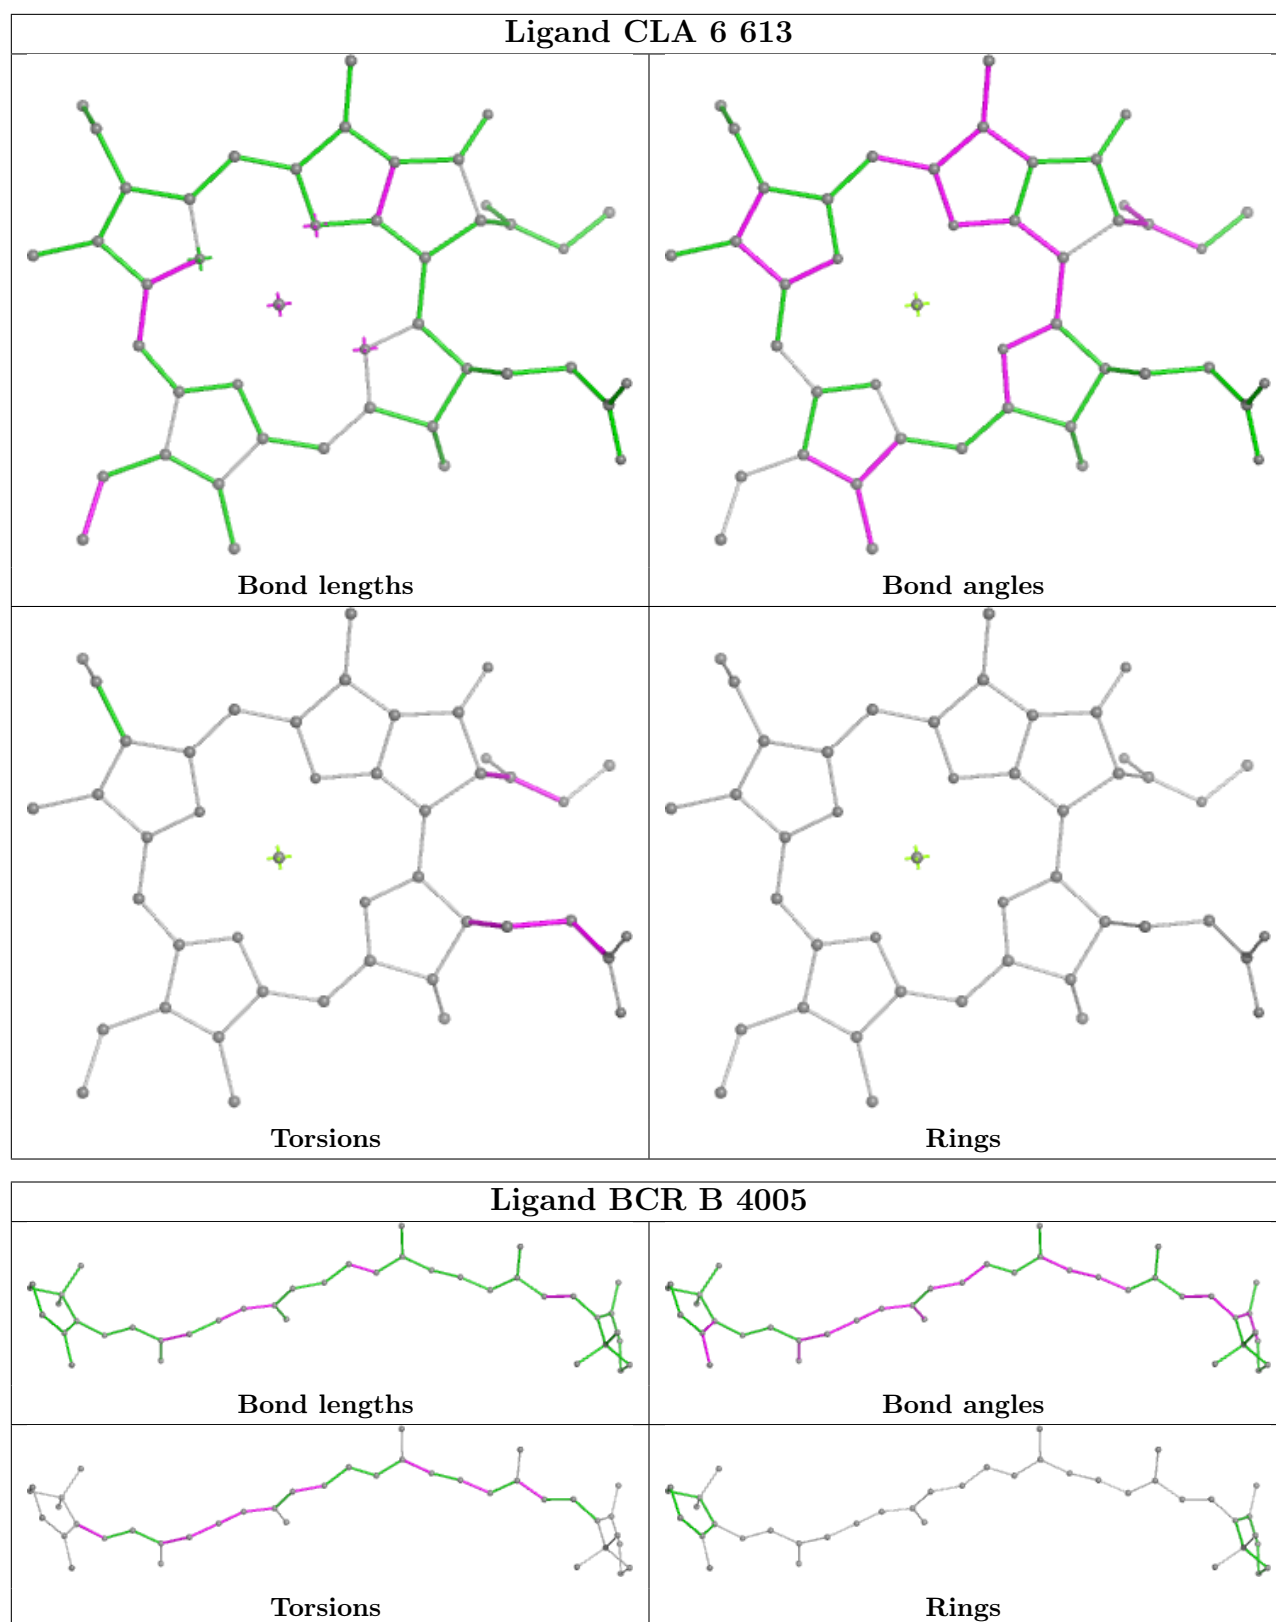 Ligand CLA 6 613
Bond lengths
Bond angles
Torsions
Rings
Ligand BCR B 4005
Bond lengths
Bond angles
Torsions
Rings